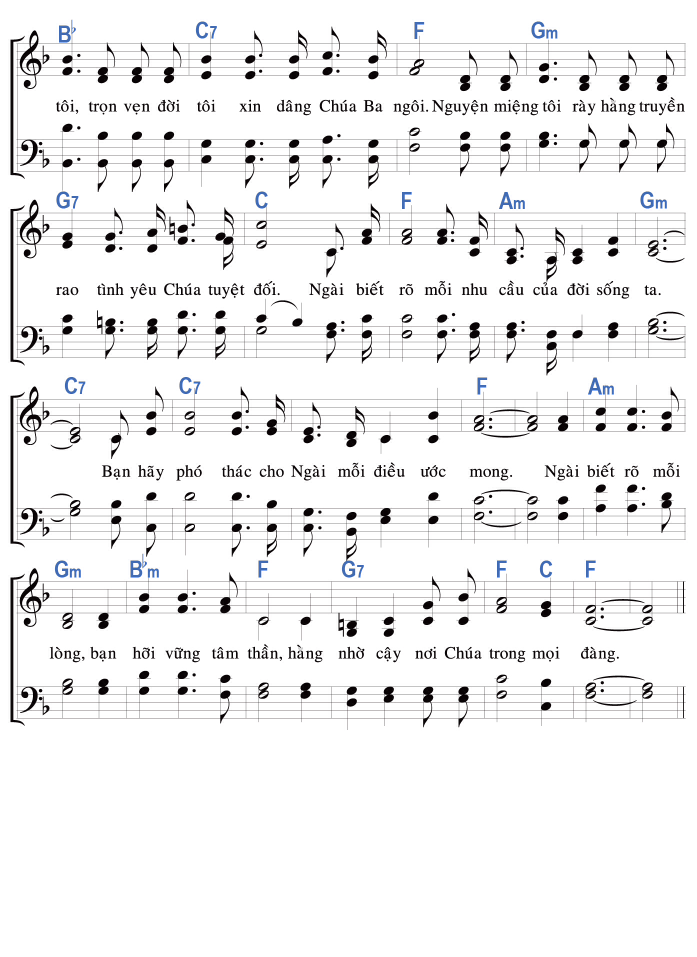 B♭ C7 F Gm
tôi, trọn vẹn đời tôi xin dâng Chúa Ba ngôi. Nguyện miệng tôi rày hằng truyền
G7 C F Am Gm
rao tình yêu Chúa tuyệt đối. Ngài biết rõ mỗi nhu cầu của đời sống ta.
C7 C7 F Am
Bạn hãy phó thác cho Ngài mỗi điều ước mong. Ngài biết rõ mỗi
Gm B♭m F G7 F C F
lòng, bạn hỡi vững tâm thần, hằng nhờ cậy nơi Chúa trong mọi đàng.